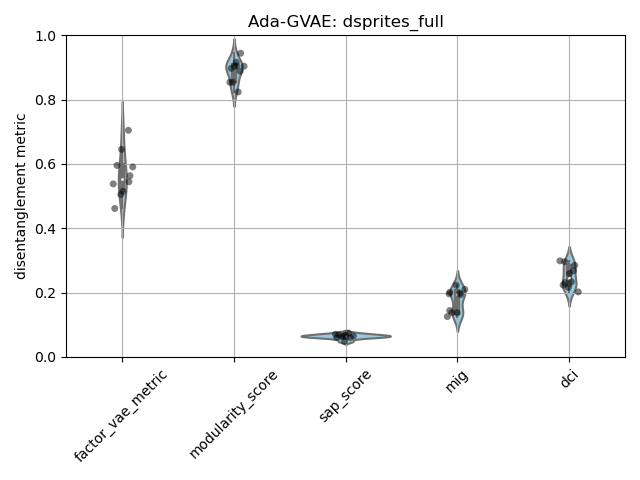 Ada-GVAE: dsprites_full
1.0
0.8
0.6
0.4
0.2
0.0
disentanglement metric
factor_vae_metric
modularity_score
sap_score
mig
dci